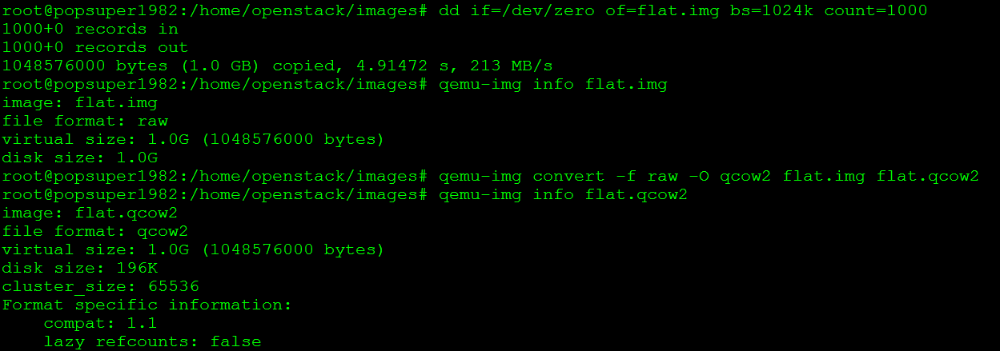 root@popsuper1982:/home/openstack/images# dd if=/dev/zero of=flat.img bs=1024k count=1000
1000+0 records in
1000+0 records out
1048576000 bytes (1.0 GB) copied, 4.91472 s, 213 MB/s
root@popsuper1982:/home/openstack/images# qemu-img info flat.img
image: flat.img
file format: raw
virtual size: 1.0G (1048576000 bytes)
disk size: 1.0G
root@popsuper1982:/home/openstack/images# qemu-img convert -f raw -O qcow2 flat.img flat.qcow2
root@popsuper1982:/home/openstack/images# qemu-img info flat.qcow2
image: flat.qcow2
file format: qcow2
virtual size: 1.0G (1048576000 bytes)
disk size: 196K
cluster_size: 65536
Format specific information:
    compat: 1.1
    lazy refcounts: false